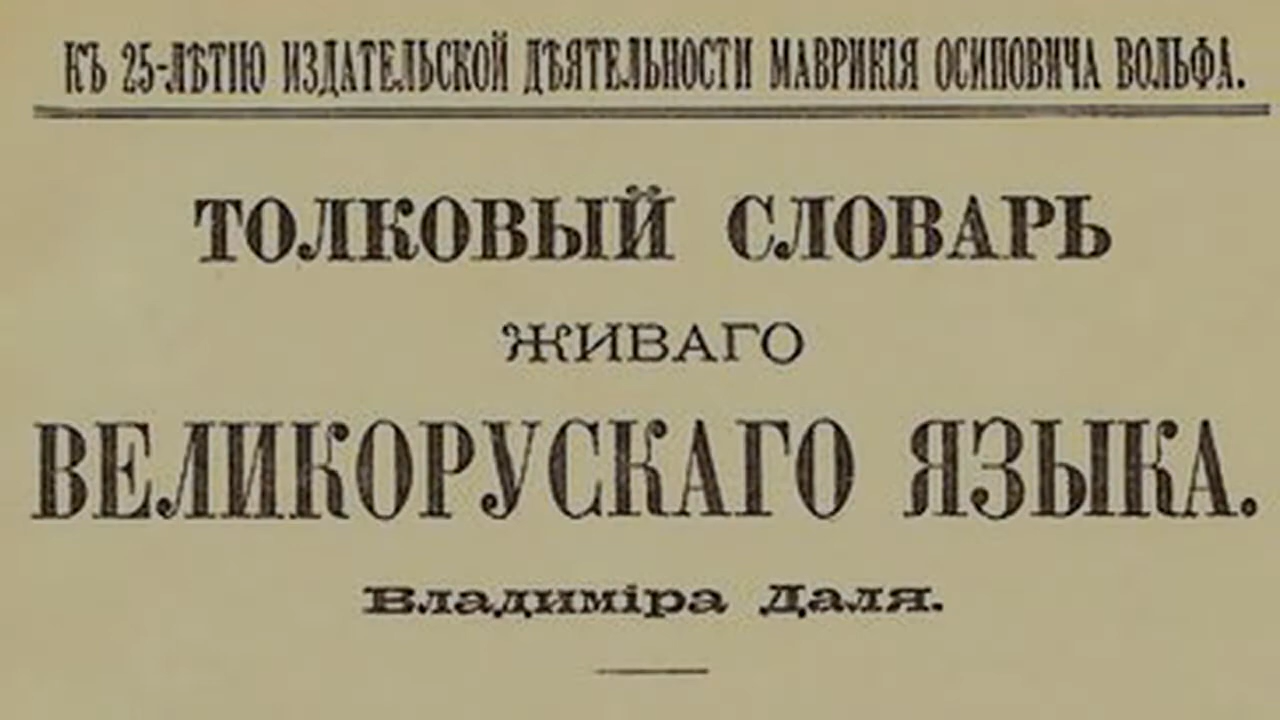 КЪ 25-ЛѢТІЮ ИЗДАТЕЛЬСКОЙ ДѢЯТЕЛЬНОСТИ МАВРИКІЯ ОСИПОВИЧА ВОЛЬФА.
ТОЛКОВЫЙ СЛОВАРЬ
ЖИВАГО
ВЕЛИКОРУСКАГО ЯЗЫКА.
Владиміра Даля.